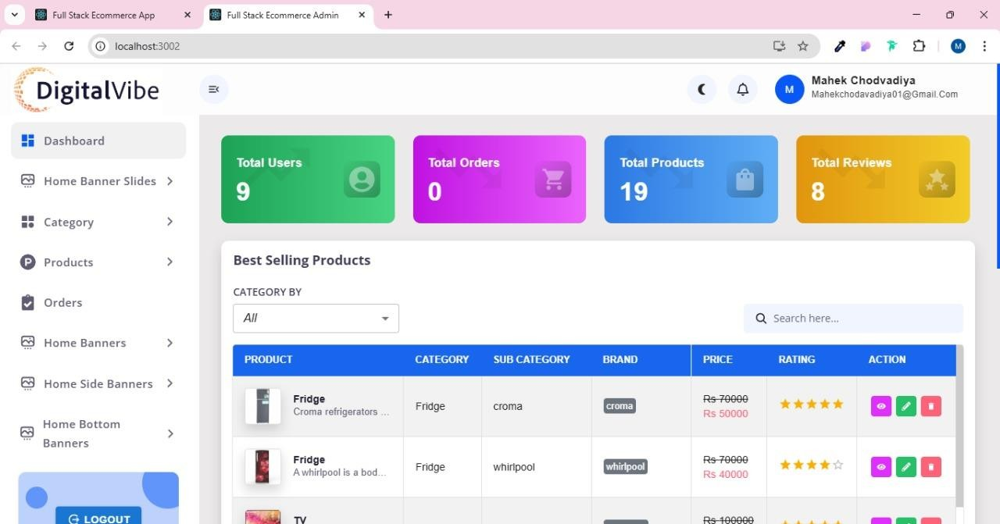 Full Stack Ecommerce App
Full Stack Ecommerce Admin
localhost:3002
M
DigitalVibe
M
Mahek Chodvadiya
Mahekchodavadiya01@Gmail.Com
Dashboard
Home Banner Slides
Category
P
Products
Orders
Home Banners
Home Side Banners
Home Bottom
Banners
LOGOUT
Total Users
9
Total Orders
0
Total Products
19
Total Reviews
8
Best Selling Products
CATEGORY BY
All
Search here...
PRODUCT CATEGORY SUB CATEGORY BRAND PRICE RATING ACTION
Fridge
Croma refrigerators ...
Fridge croma croma
Rs 70000
Rs 50000
Fridge
A whirlpool is a bod...
Fridge whirlpool whirlpool
Rs 70000
Rs 40000
TV
Rs 100000